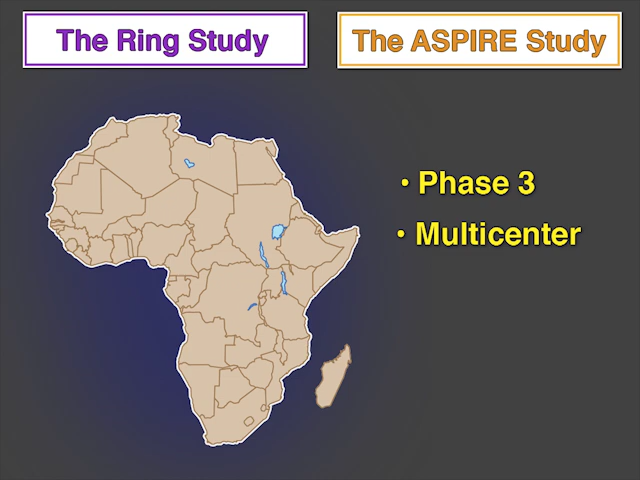 The Ring Study
The ASPIRE Study
• Phase 3
• Multicenter